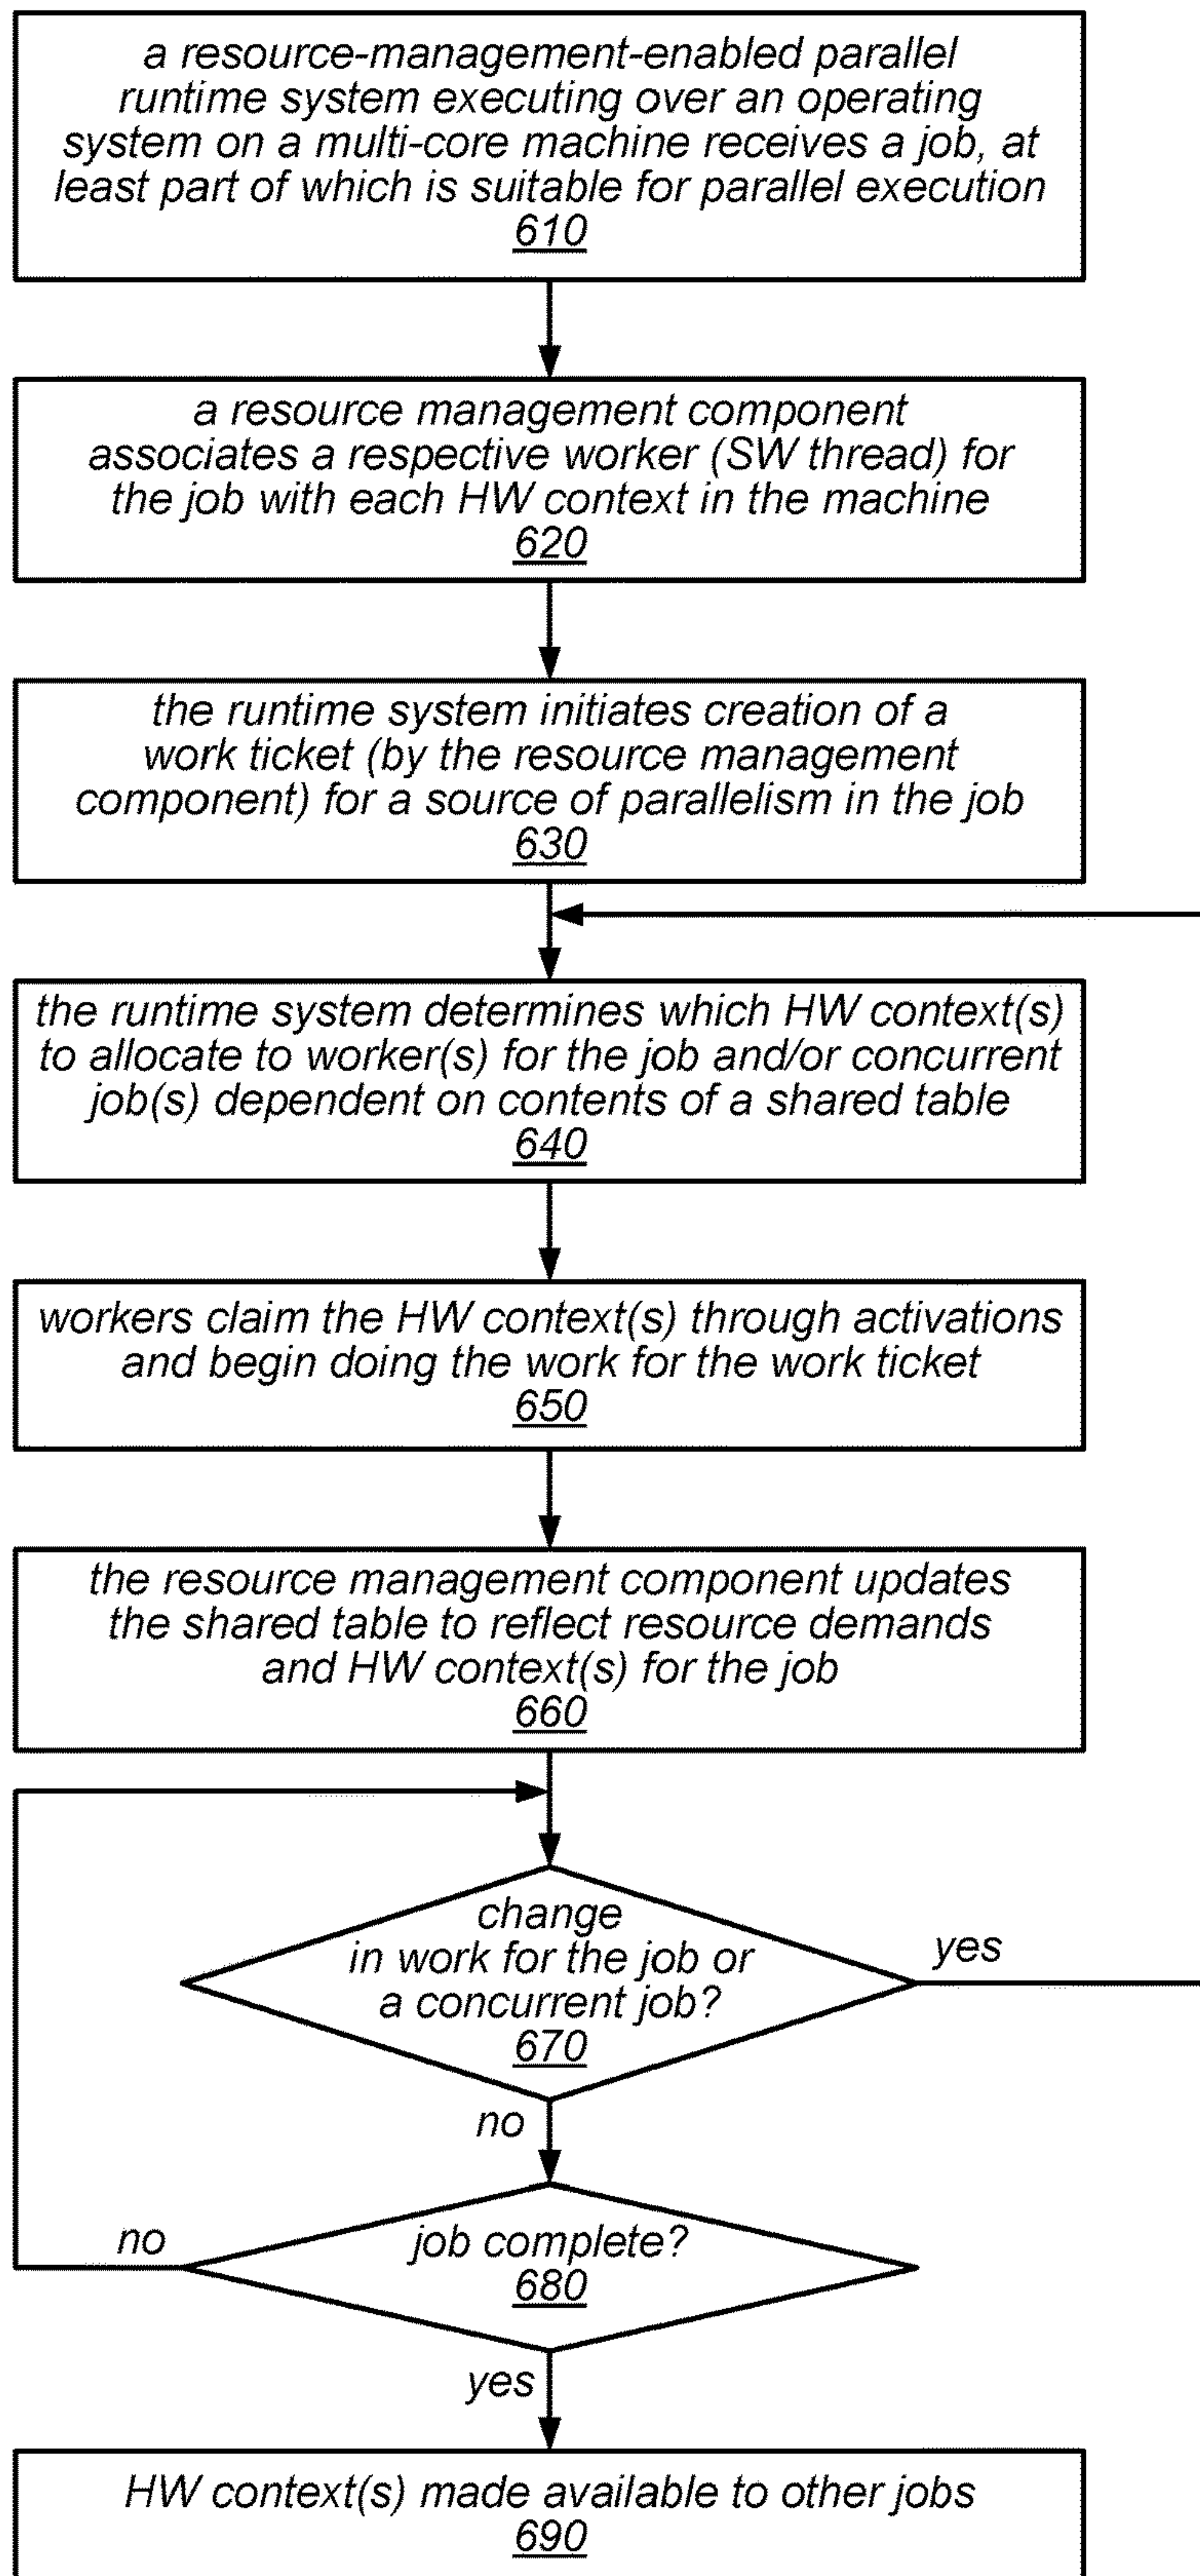 a resource-management-enabled parallel
runtime system executing over an operating
system on a multi-core machine receives a job, at
least part of which is suitable for parallel execution
610
a resource management component
associates a respective worker (SW thread) for
the job with each HW context in the machine
620
the runtime system initiates creation of a
work ticket (by the resource management
component) for a source of parallelism in the job
630
the runtime system determines which HW context(s)
to allocate to worker(s) for the job and/or concurrent
job(s) dependent on contents of a shared table
640
workers claim the HW context(s) through activations
and begin doing the work for the work ticket
650
the resource management component updates
the shared table to reflect resource demands
and HW context(s) for the job
660
change
in work for the job or
a concurrent job?
670
yes
no
job complete?
680
no
yes
HW context(s) made available to other jobs
690